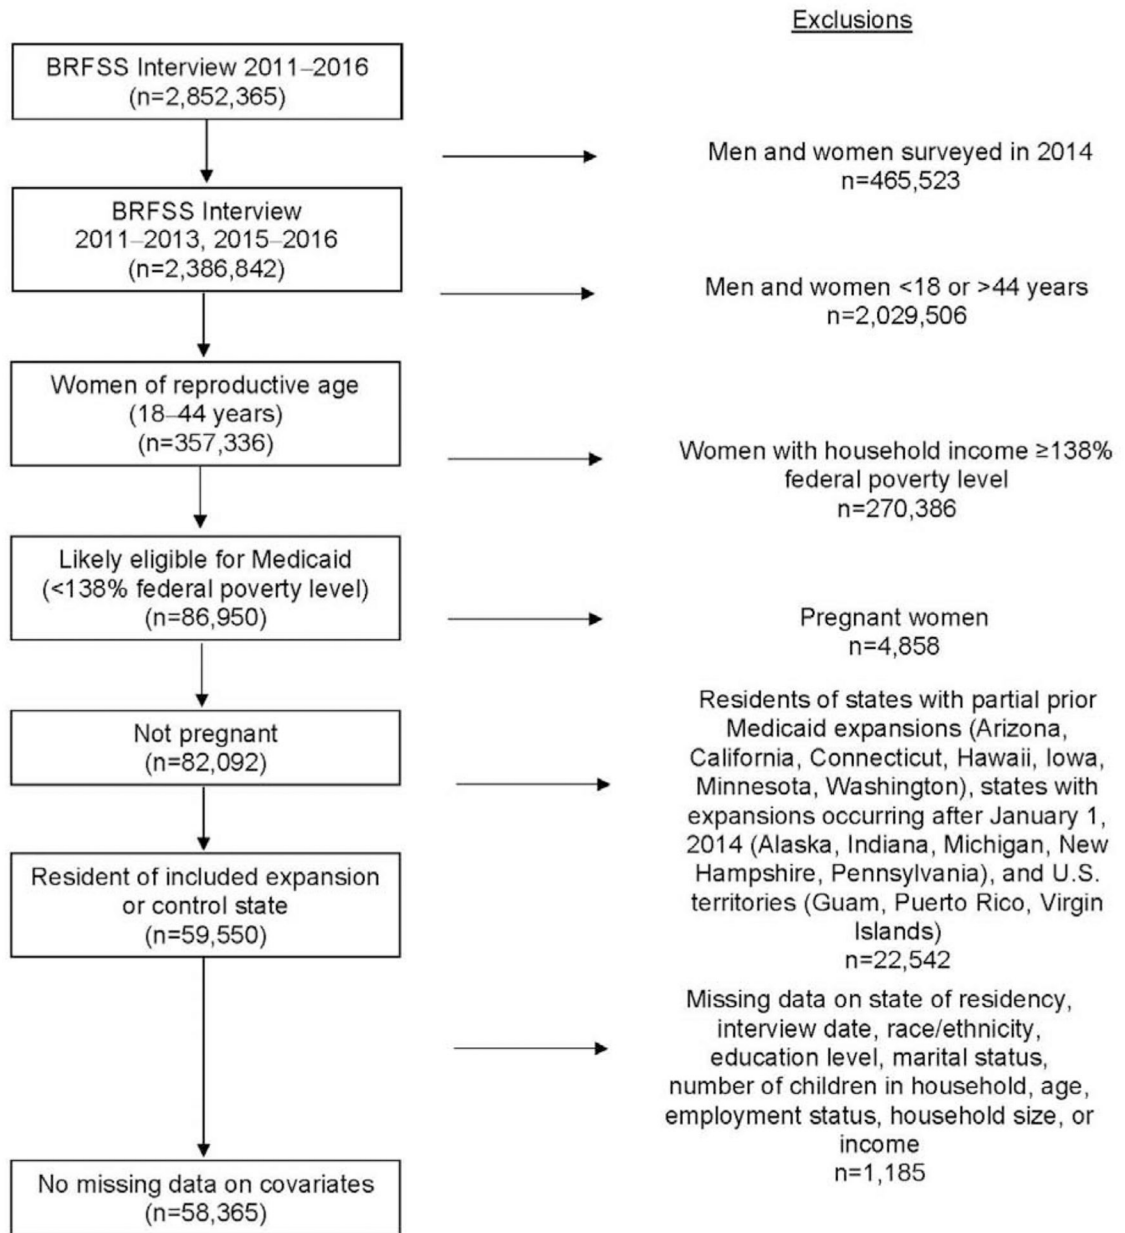 Exclusions
BRFSS Interview 2011–2016
(n=2,852,365)
Men and women surveyed in 2014
n=465,523
BRFSS Interview
2011–2013, 2015–2016
(n=2,386,842)
Men and women <18 or >44 years
n=2,029,506
Women of reproductive age
(18–44 years)
(n=357,336)
Women with household income ≥138%
federal poverty level
n=270,386
Likely eligible for Medicaid
(<138% federal poverty level)
(n=86,950)
Pregnant women
n=4,858
Not pregnant
(n=82,092)
Residents of states with partial prior
Medicaid expansions (Arizona,
California, Connecticut, Hawaii, Iowa,
Minnesota, Washington), states with
expansions occurring after January 1,
2014 (Alaska, Indiana, Michigan, New
Hampshire, Pennsylvania), and U.S.
territories (Guam, Puerto Rico, Virgin
Islands)
n=22,542
Resident of included expansion
or control state
(n=59,550)
Missing data on state of residency,
interview date, race/ethnicity,
education level, marital status,
number of children in household, age,
employment status, household size, or
income
n=1,185
No missing data on covariates
(n=58,365)